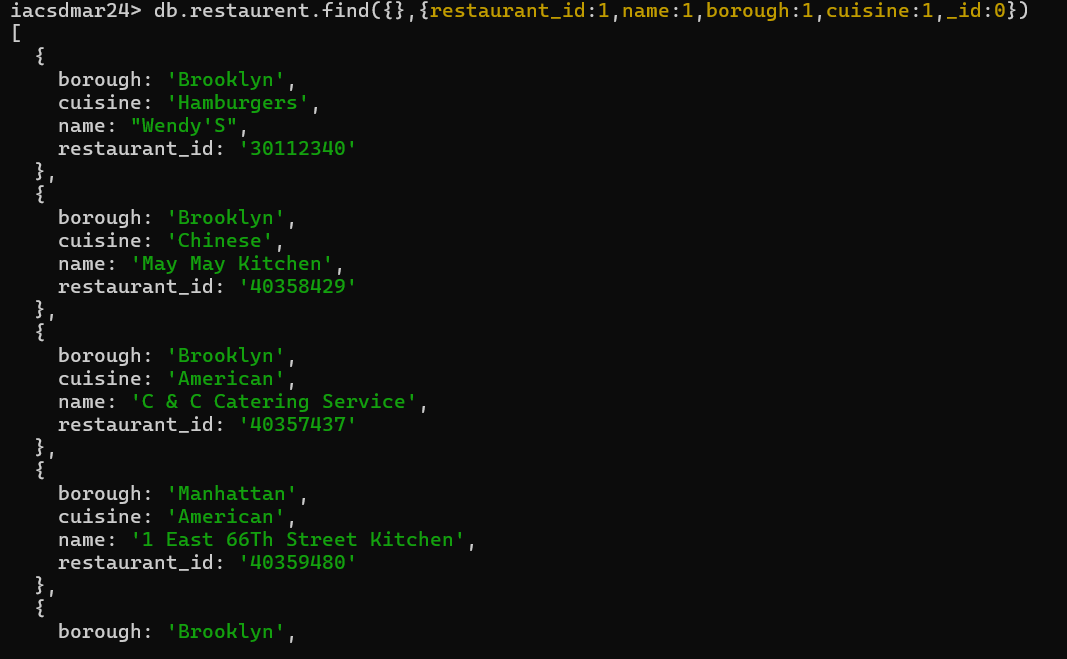 iacsdmar24> db.restaurent.find({},{restaurant_id:1,name:1,borough:1,cuisine:1,_id:0})
[
  {
    borough: 'Brooklyn',
    cuisine: 'Hamburgers',
    name: "Wendy'S",
    restaurant_id: '30112340'
  },
  {
    borough: 'Brooklyn',
    cuisine: 'Chinese',
    name: 'May May Kitchen',
    restaurant_id: '40358429'
  },
  {
    borough: 'Brooklyn',
    cuisine: 'American',
    name: 'C & C Catering Service',
    restaurant_id: '40357437'
  },
  {
    borough: 'Manhattan',
    cuisine: 'American',
    name: '1 East 66Th Street Kitchen',
    restaurant_id: '40359480'
  },
  {
    borough: 'Brooklyn',